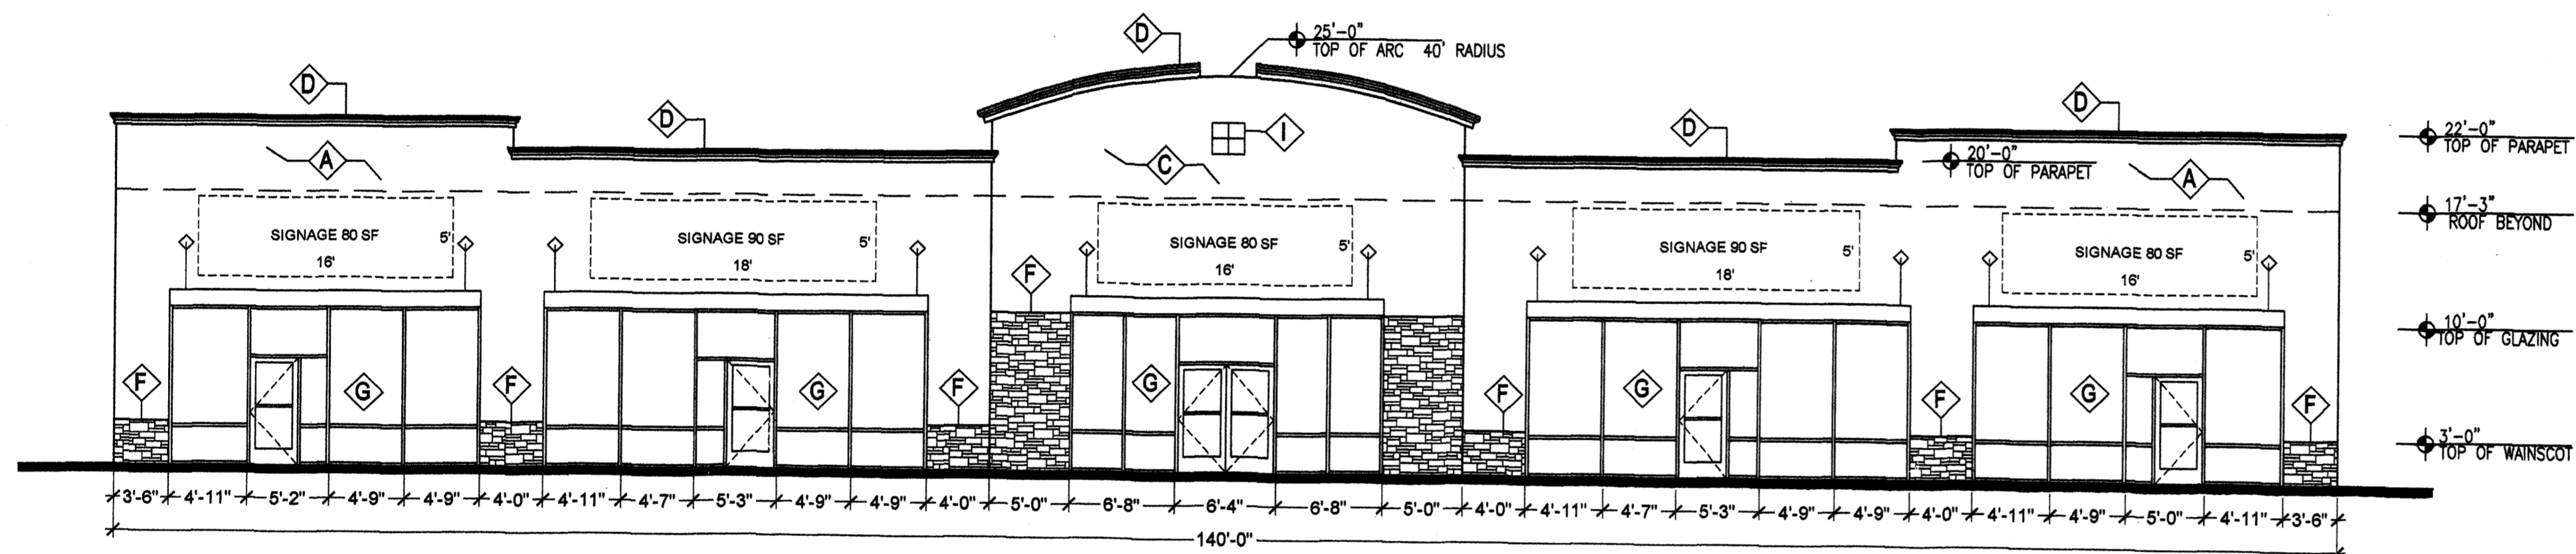 D
25'-0"
TOP OF ARC 40' RADIUS
D
D
D
D
I
22'-0"
TOP OF PARAPET
A
C
20'-0"
TOP OF PARAPET
A
17'-3"
ROOF BEYOND
SIGNAGE 80 SF
5'
16'
SIGNAGE 90 SF
5'
18'
SIGNAGE 80 SF
5'
16'
SIGNAGE 90 SF
5'
18'
SIGNAGE 80 SF
5'
16'
F
10'-0"
TOP OF GLAZING
F
G
F
G
F
G
F
G
F
G
F
3'-0"
TOP OF WAINSCOT
3'-6" 4'-11" 5'-2" 4'-9" 4'-9" 4'-0" 4'-11" 4'-7" 5'-3" 4'-9" 4'-9" 4'-0" 5'-0" 6'-8" 6'-4" 6'-8" 5'-0" 4'-0" 4'-11" 4'-7" 5'-3" 4'-9" 4'-9" 4'-0" 4'-11" 4'-9" 5'-0" 4'-11" 3'-6"
140'-0"